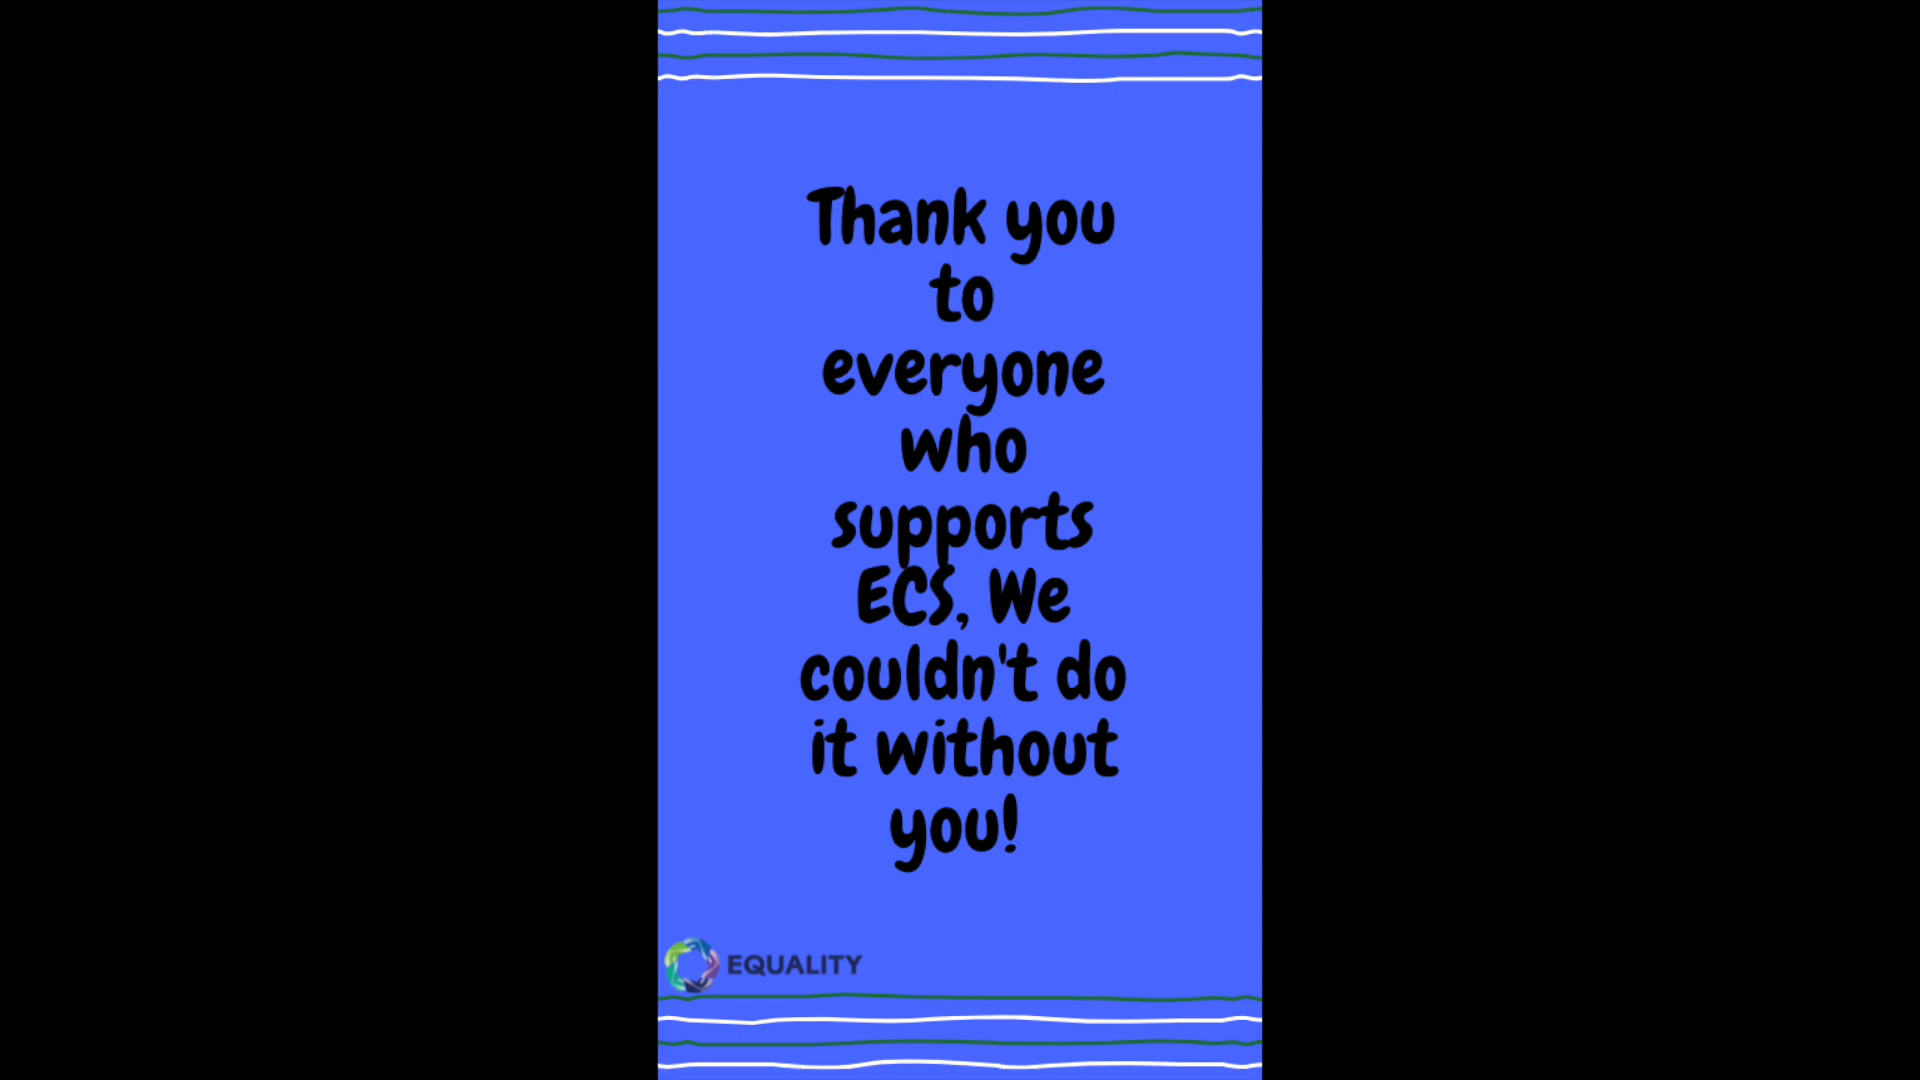 Thank you
to
everyone
who
supports
ECS, We
couldn't do
it without
you!
EQUALITY